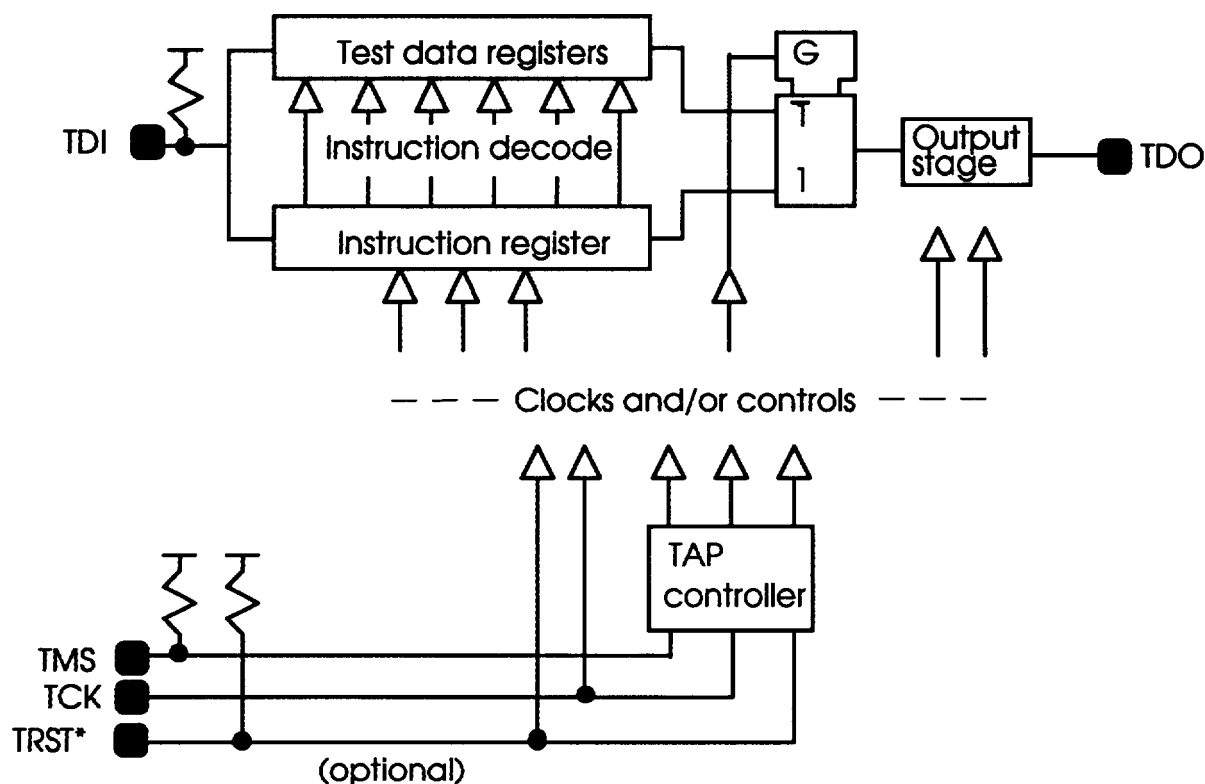 Test data registers
G
TDI
Instruction decode
T
Output
stage
TDO
1
Instruction register
Clocks and/or controls
TAP
controller
TMS
TCK
TRST*
(optional)